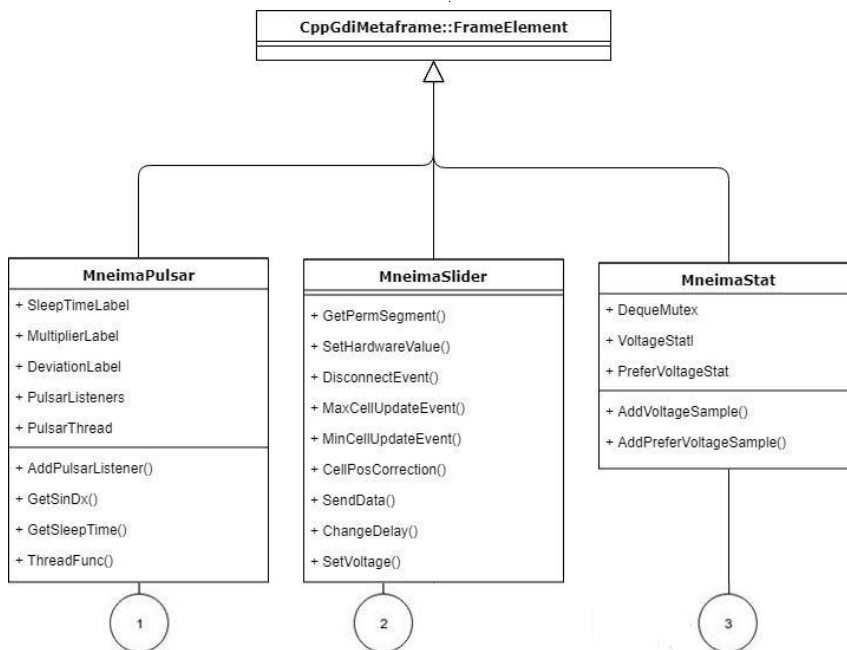 CppGdiMetaframe::FrameElement
MneimaPulsar
+ SleepTimeLabel
+ MultiplierLabel
+ DeviationLabel
+ PulsarListeners
+ PulsarThread
+ AddPulsarListener()
+ GetSinDx()
+ GetSleepTime()
+ ThreadFunc()
1
MneimaSlider
+ GetPermSegment()
+ SetHardwareValue()
+ DisconnectEvent()
+ MaxCellUpdateEvent()
+ MinCellUpdateEvent()
+ CellPosCorrection()
+ SendData()
+ ChangeDelay()
+ SetVoltage()
2
MneimaStat
+ DequeMutex
+ VoltageStatl
+ PreferVoltageStat
+ AddVoltageSample()
+ AddPreferVoltageSample()
3